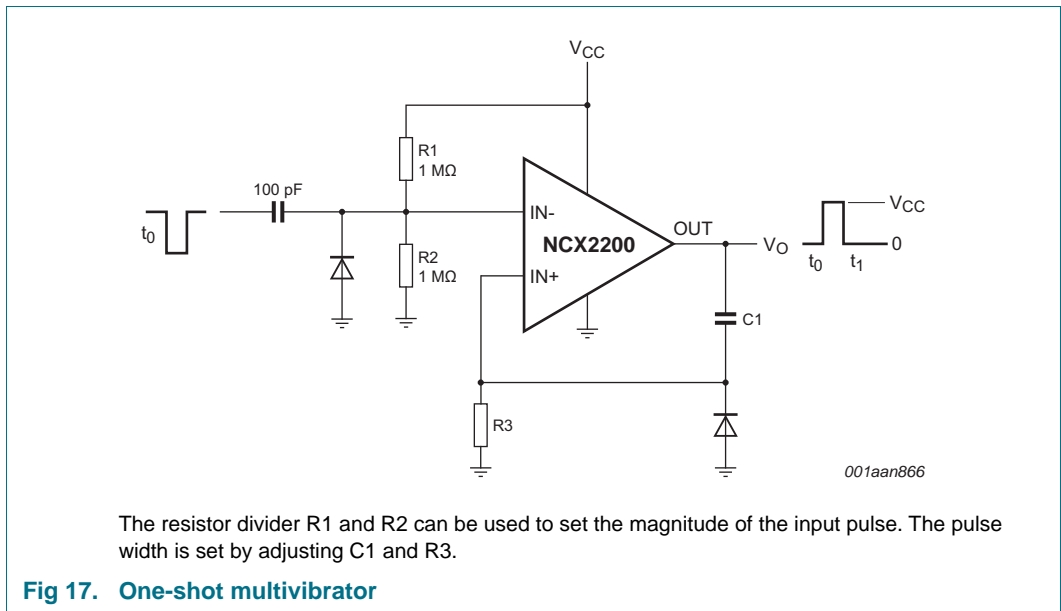 VCC
R1
1 MΩ
100 pF
t0
IN-
OUT
NCX2200
VO
VCC
0
t0
t1
R2
1 MΩ
IN+
C1
R3
001aan866
The resistor divider R1 and R2 can be used to set the magnitude of the input pulse. The pulse
width is set by adjusting C1 and R3.
Fig 17. One-shot multivibrator